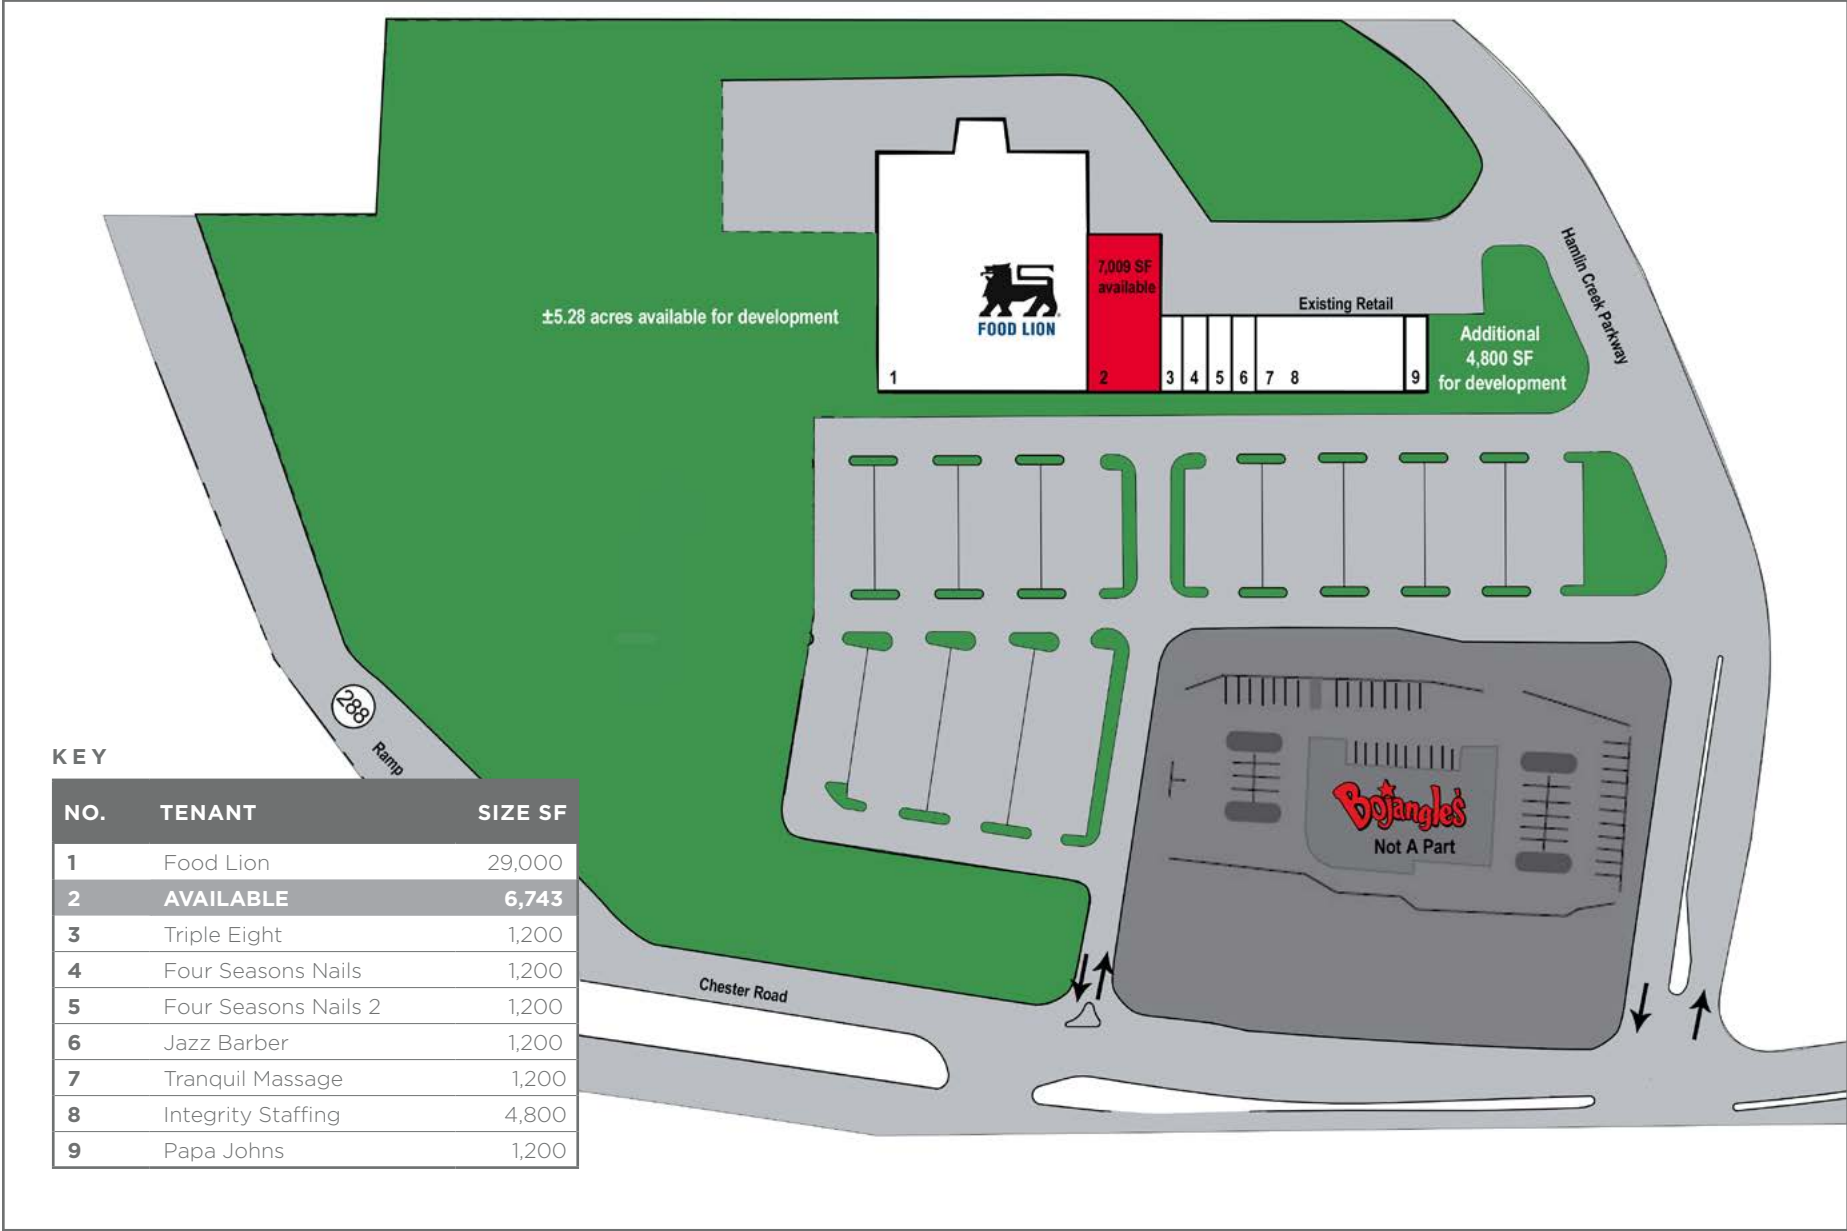 Hamlin Creek Parkway
7,009 SF
available
±5.28 acres available for development
FOOD LION
Existing Retail
Additional
4,800 SF
for development
1
2
3
4
5
6
7
8
9
288
Ramp
Bojangles'
Not A Part
Chester Road
KEY
NO. TENANT SIZE SF
1 Food Lion 29,000
2 AVAILABLE 6,743
3 Triple Eight 1,200
4 Four Seasons Nails 1,200
5 Four Seasons Nails 2 1,200
6 Jazz Barber 1,200
7 Tranquil Massage 1,200
8 Integrity Staffing 4,800
9 Papa Johns 1,200